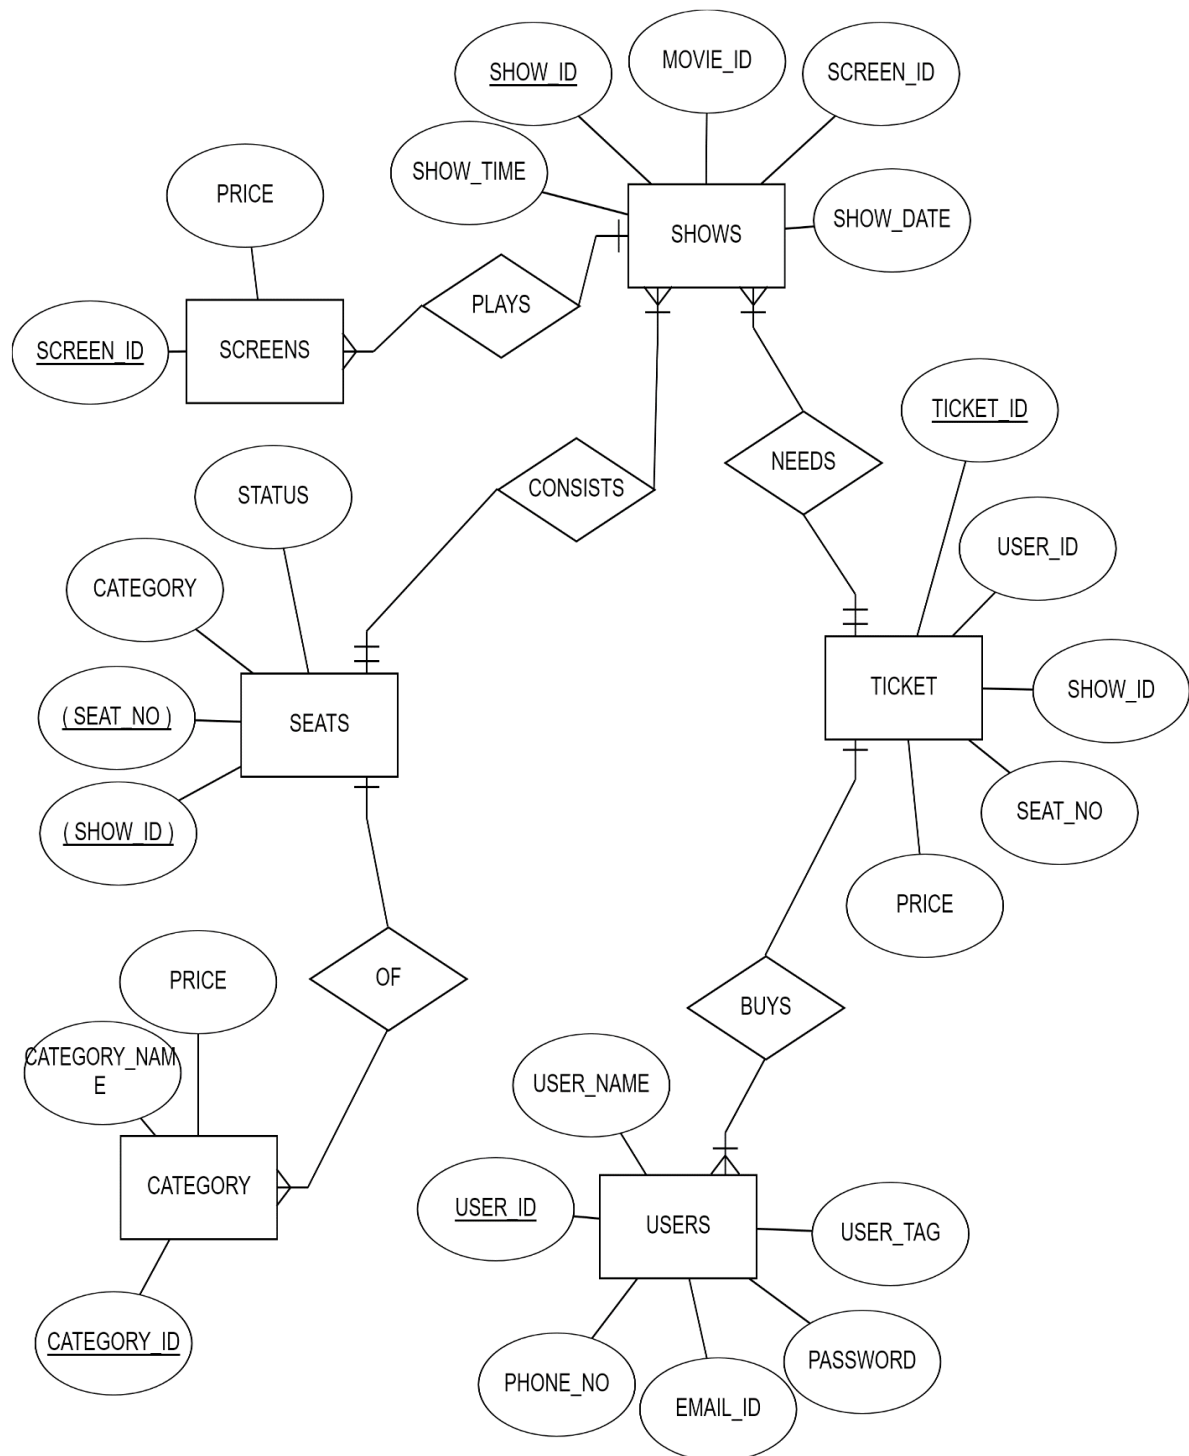 MOVIE_ID
SHOW_ID
SCREEN_ID
SHOW_TIME
PRICE
SHOW_DATE
SHOWS
PLAYS
SCREEN_ID
SCREENS
TICKET_ID
NEEDS
CONSISTS
STATUS
USER_ID
CATEGORY
TICKET
SHOW_ID
( SEAT_NO )
SEATS
SEAT_NO
( SHOW_ID )
PRICE
PRICE
OF
BUYS
CATEGORY_NAM
E
USER_NAME
CATEGORY
USER_ID
USERS
USER_TAG
CATEGORY_ID
PASSWORD
PHONE_NO
EMAIL_ID